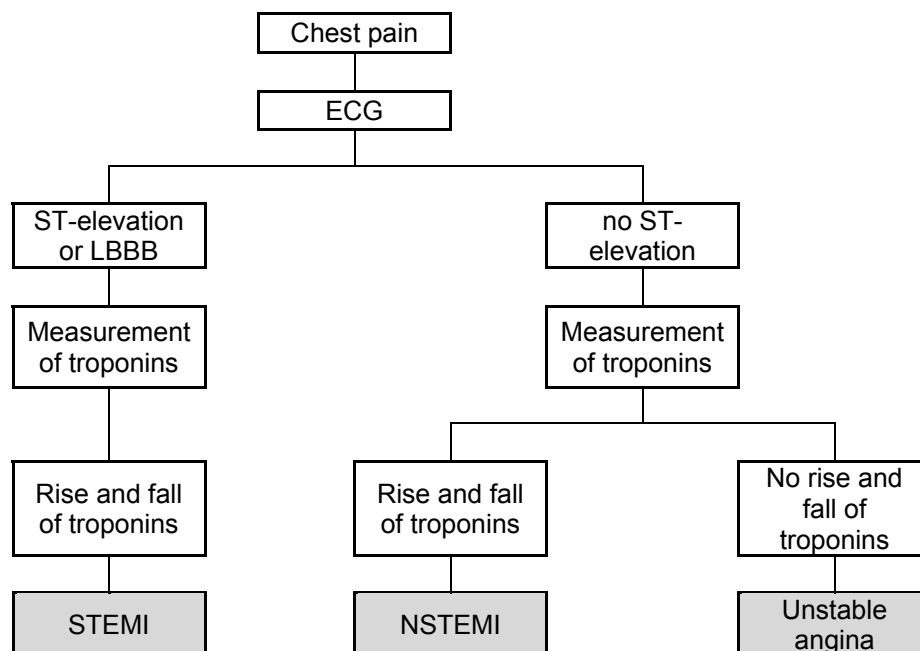 Chest pain
ECG
ST-elevation
or LBBB
no ST-
elevation
Measurement
of troponins
Measurement
of troponins
Rise and fall
of troponins
Rise and fall
of troponins
No rise and
fall of
troponins
STEMI
NSTEMI
Unstable
angina